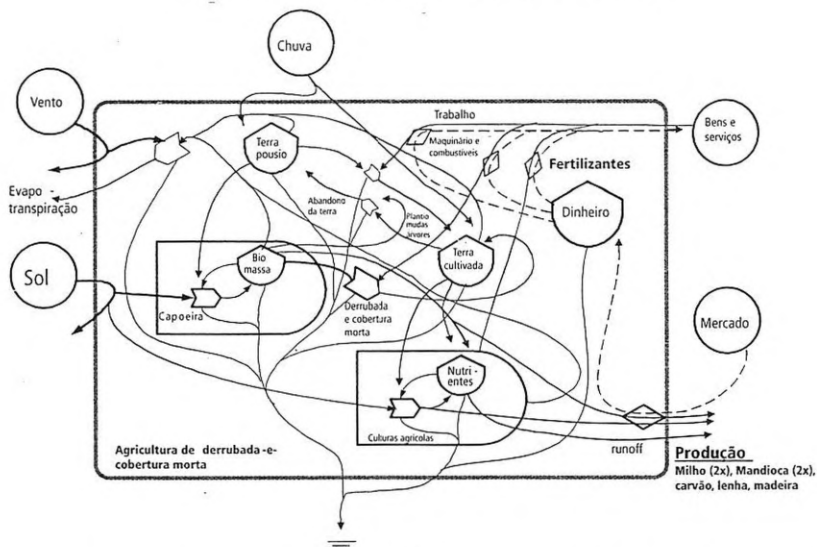 Chuva
Vento
Trabalho
Bens e
serviços
Maquinário e
combustíveis
Terra
pousio
Fertilizantes
Evapo -
transpiração
Abandono
da terra
Plantio
mudas
árvores
Dinheiro
Sol
Bio
massa
Terra
cultivada
Capoeira
Derrubada
e cobertura
morta
Mercado
Nutri -
entes
Culturas agrícolas
Agricultura de derrubada -e-
cobertura morta
runoff
Produção
Milho (2x), Mandioca (2x),
carvão, lenha, madeira